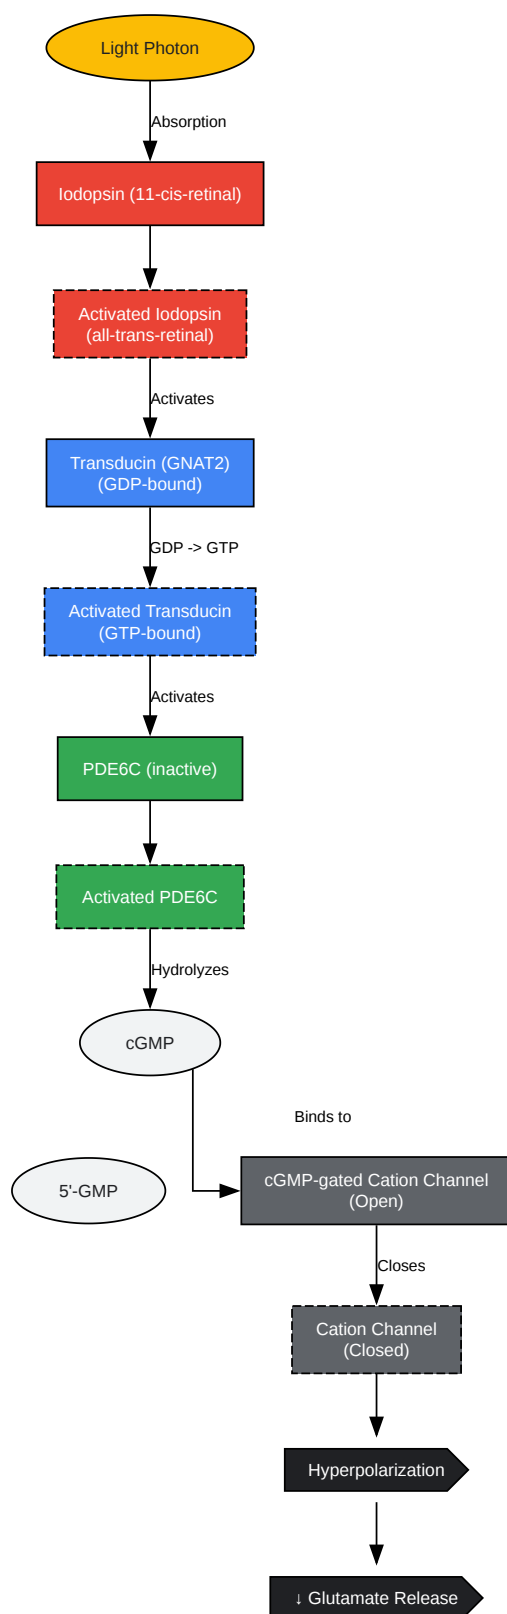 Light Photon
Absorption
Iodopsin (11-cis-retinal)
Activated Iodopsin
(all-trans-retinal)
Activates
Transducin (GNAT2)
(GDP-bound)
GDP -> GTP
Activated Transducin
(GTP-bound)
Activates
PDE6C (inactive)
Activated PDE6C
Hydrolyzes
cGMP
Binds to
5'-GMP
cGMP-gated Cation Channel
(Open)
Closes
Cation Channel
(Closed)
Hyperpolarization
↓ Glutamate Release